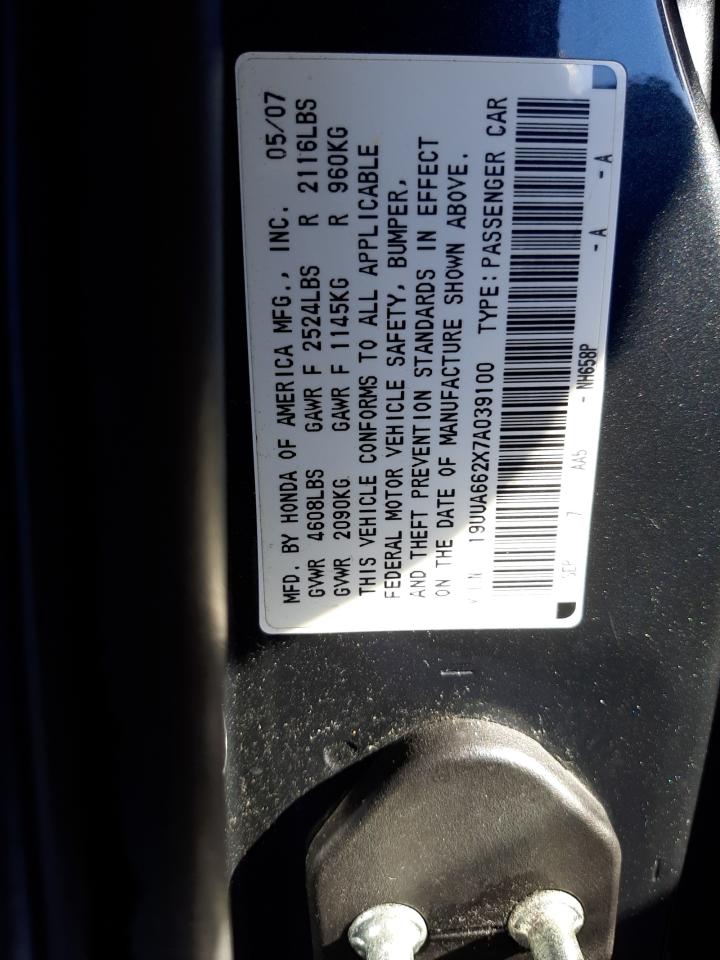 MFD. BY HONDA OF AMERICA MFG., INC. 05/07
GVWR 4608LBS GAWR F 2524LBS R 2116LBS
GVWR 2090KG GAWR F 1145KG R 960KG
THIS VEHICLE CONFORMS TO ALL APPLICABLE
FEDERAL MOTOR VEHICLE SAFETY, BUMPER,
AND THEFT PREVENTION STANDARDS IN EFFECT
ON THE DATE OF MANUFACTURE SHOWN ABOVE.
V.I.N. 19UUA662X7A039100 TYPE:PASSENGER CAR
SEP 7 AA5 - NH658P - A - A